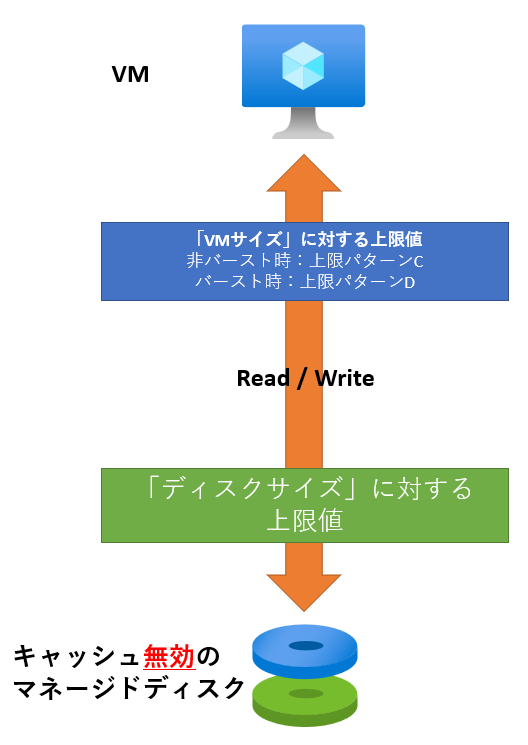 VM
「VMサイズ」に対する上限値
非バースト時：上限パターンC
バースト時：上限パターンD
Read / Write
「ディスクサイズ」に対する
上限値
キャッシュ無効の
マネージドディスク